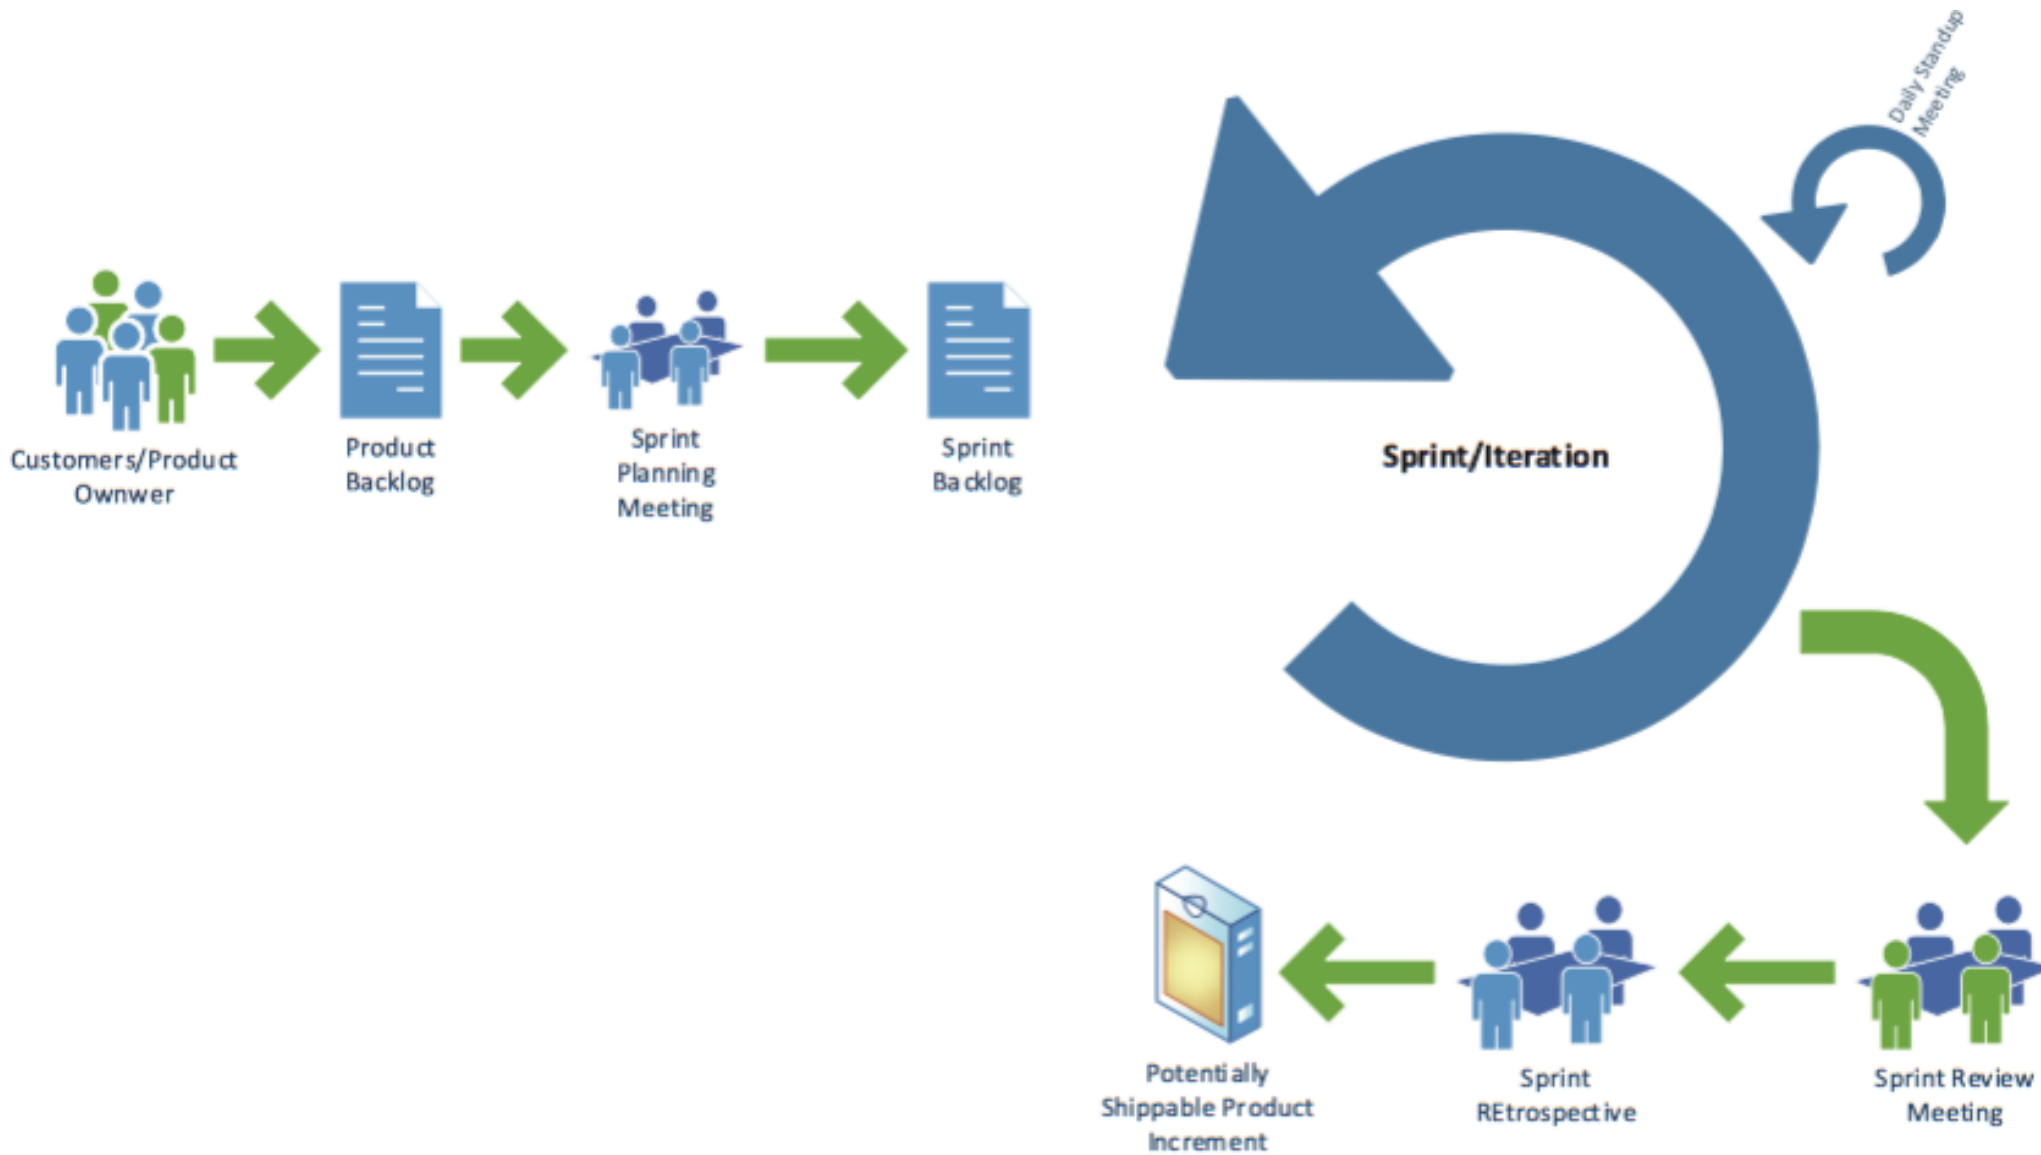 Daily Standup
Meeting
Customers/Product
Ownwer
Product
Backlog
Sprint
Planning
Meeting
Sprint
Backlog
Sprint/Iteration
Potentially
Shippable Product
Increment
Sprint
REtrospective
Sprint Review
Meeting